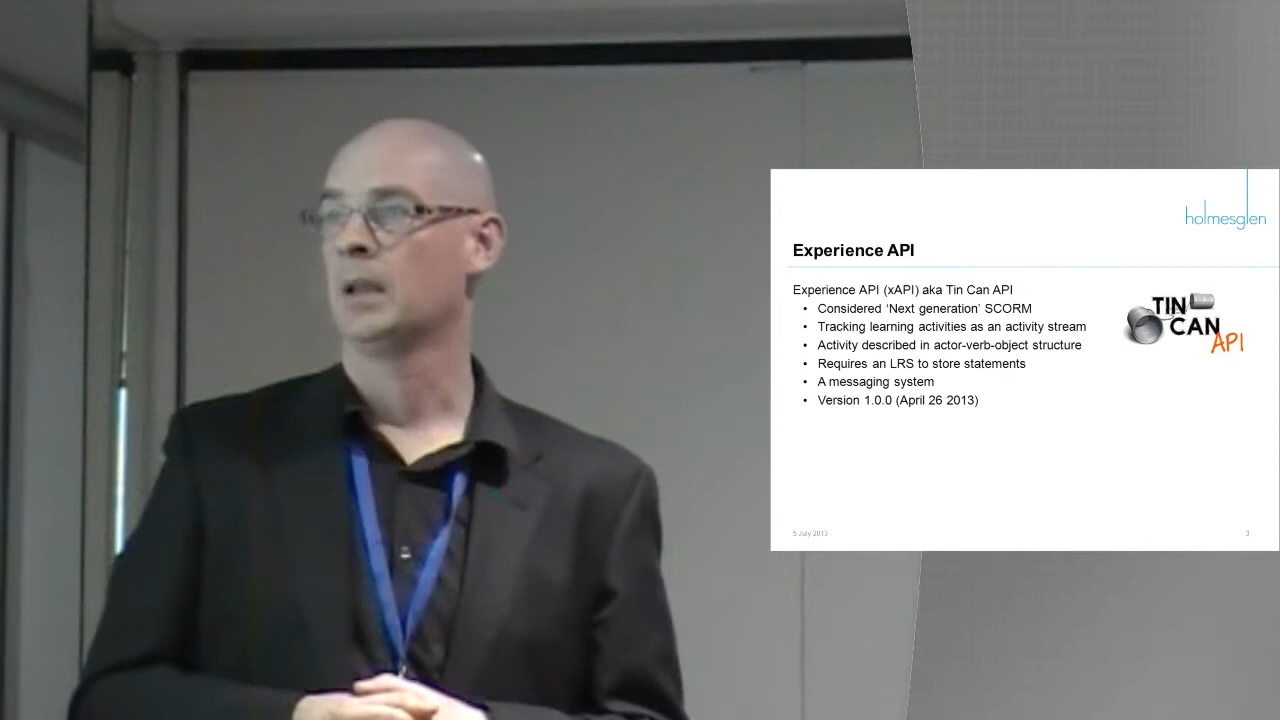 holmesglen
Experience API
Experience API (xAPI) aka Tin Can API
• Considered ‘Next generation’ SCORM
• Tracking learning activities as an activity stream
• Activity described in actor-verb-object structure
• Requires an LRS to store statements
• A messaging system
• Version 1.0.0 (April 26 2013)
TIN
CAN
API
5 July 2013
3